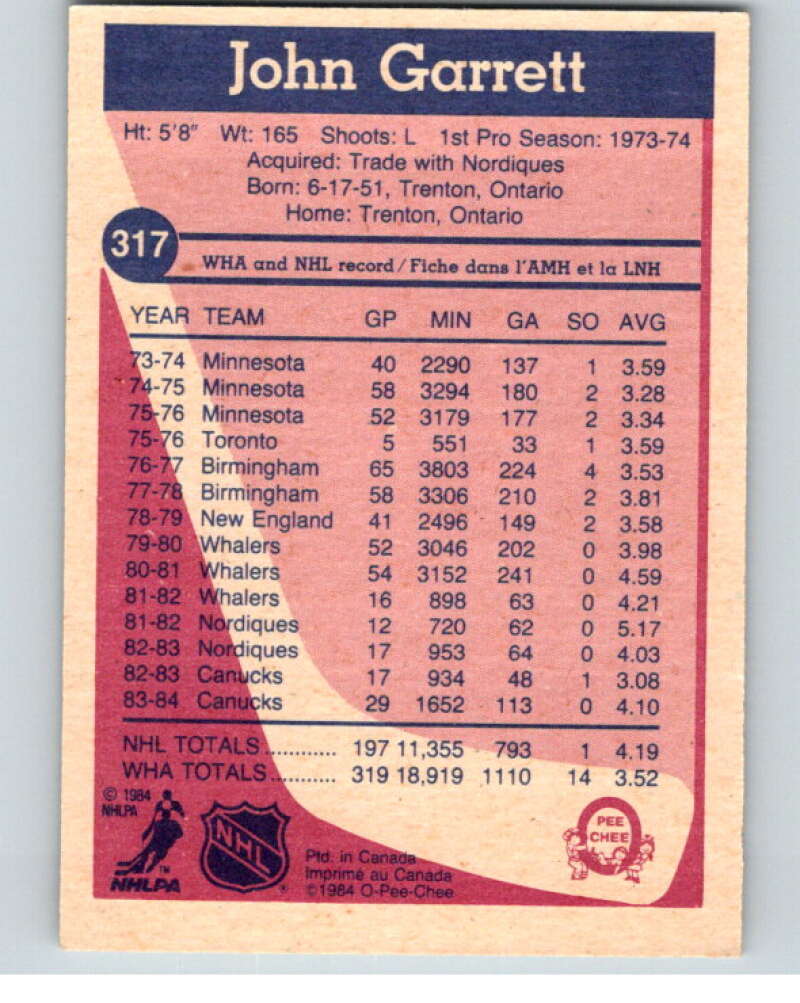 John Garrett
Ht: 5'8" Wt: 165 Shoots: L 1st Pro Season: 1973-74
Acquired: Trade with Nordiques
Born: 6-17-51, Trenton, Ontario
Home: Trenton, Ontario
317
WHA and NHL record/Fiche dans l'AMH et la LNH
YEAR TEAM GP MIN GA SO AVG
73-74 Minnesota 40 2290 137 1 3.59
74-75 Minnesota 58 3294 180 2 3.28
75-76 Minnesota 52 3179 177 2 3.34
75-76 Toronto 5 551 33 1 3.59
76-77 Birmingham 65 3803 224 4 3.53
77-78 Birmingham 58 3306 210 2 3.81
78-79 New England 41 2496 149 2 3.58
79-80 Whalers 52 3046 202 0 3.98
80-81 Whalers 54 3152 241 0 4.59
81-82 Whalers 16 898 63 0 4.21
81-82 Nordiques 12 720 62 0 5.17
82-83 Nordiques 17 953 64 0 4.03
82-83 Canucks 17 934 48 1 3.08
83-84 Canucks 29 1652 113 0 4.10
NHL TOTALS............ 197 11,355 793 1 4.19
WHA TOTALS........... 319 18,919 1110 14 3.52
© 1984
NHLPA
TM
NHLPA
NHL
®
Ptd. in Canada
Imprimé au Canada
©1984 O-Pee-Chee
PEE
CHEE